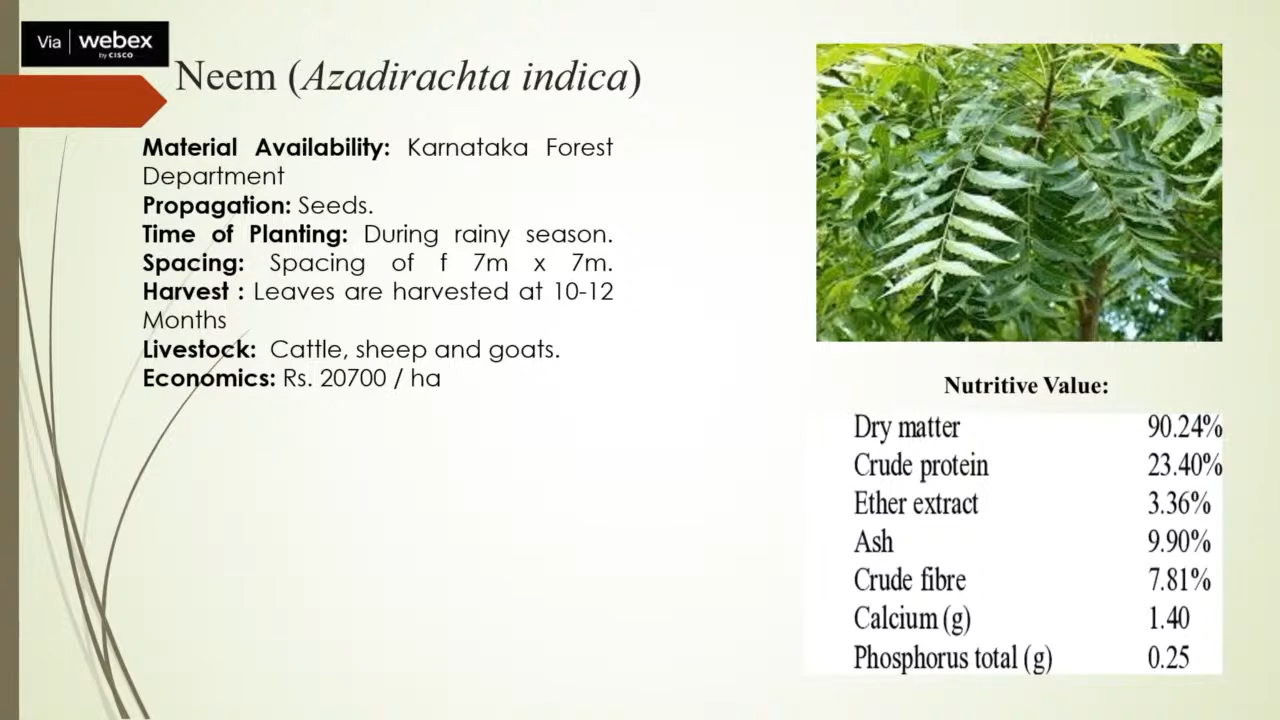 Via webex
by CISCO
Neem (Azadirachta indica)
Material Availability: Karnataka Forest
Department
Propagation: Seeds.
Time of Planting: During rainy season.
Spacing: Spacing of f 7m x 7m.
Harvest : Leaves are harvested at 10-12
Months
Livestock: Cattle, sheep and goats.
Economics: Rs. 20700 / ha
Nutritive Value:
Dry matter 90.24%
Crude protein 23.40%
Ether extract 3.36%
Ash 9.90%
Crude fibre 7.81%
Calcium (g) 1.40
Phosphorus total (g) 0.25